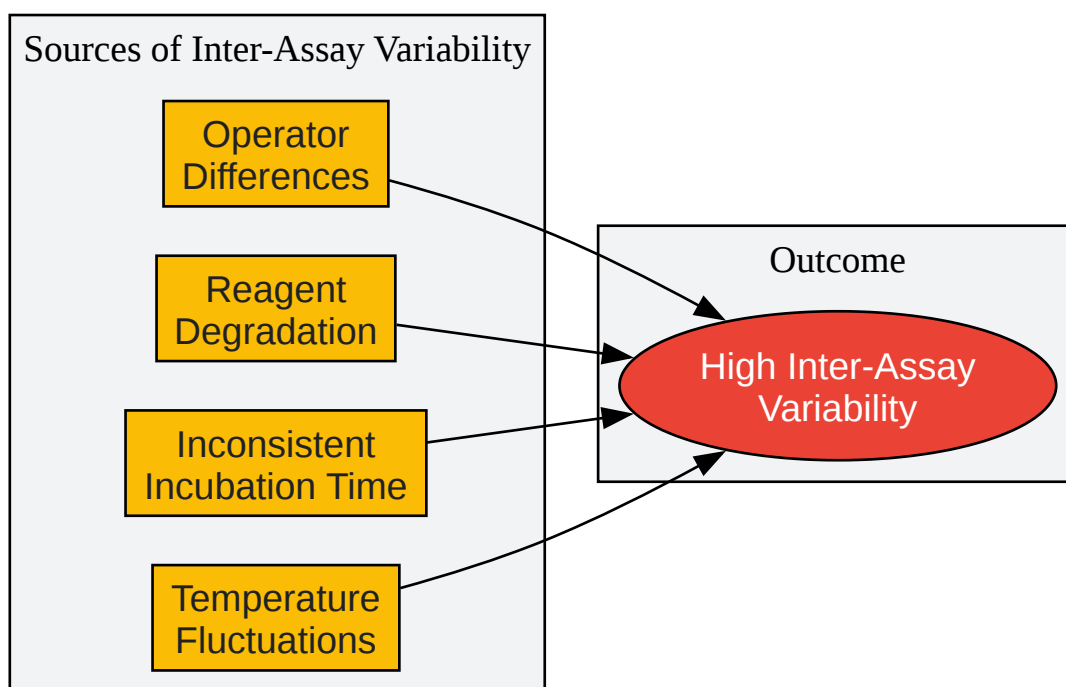 Sources of Inter-Assay Variability
Operator
Differences
Reagent
Degradation
Inconsistent
Incubation Time
Temperature
Fluctuations
Outcome
High Inter-Assay
Variability